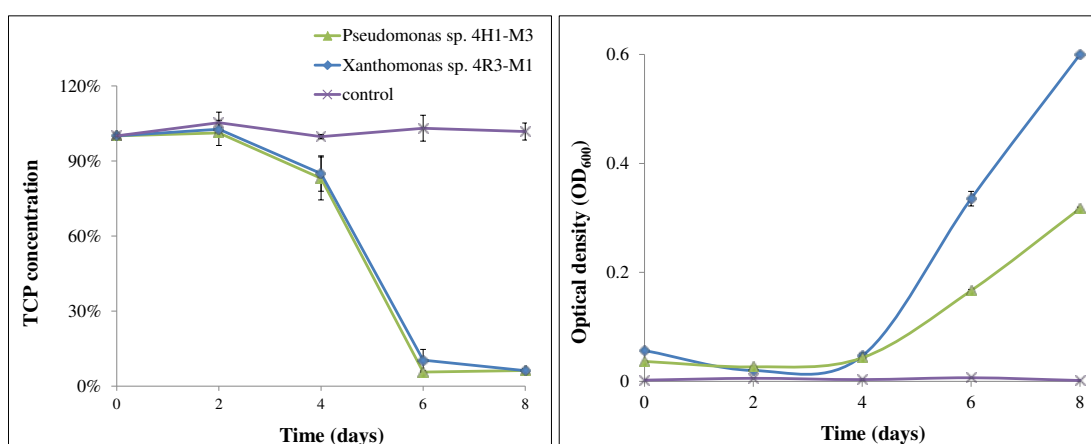 Pseudomonas sp. 4H1-M3
Xanthomonas sp. 4R3-M1
control
120%
90%
60%
30%
0%
TCP concentration
0 2 4 6 8
Time (days)
0.6
0.4
0.2
0
Optical density (OD600)
0 2 4 6 8
Time (days)